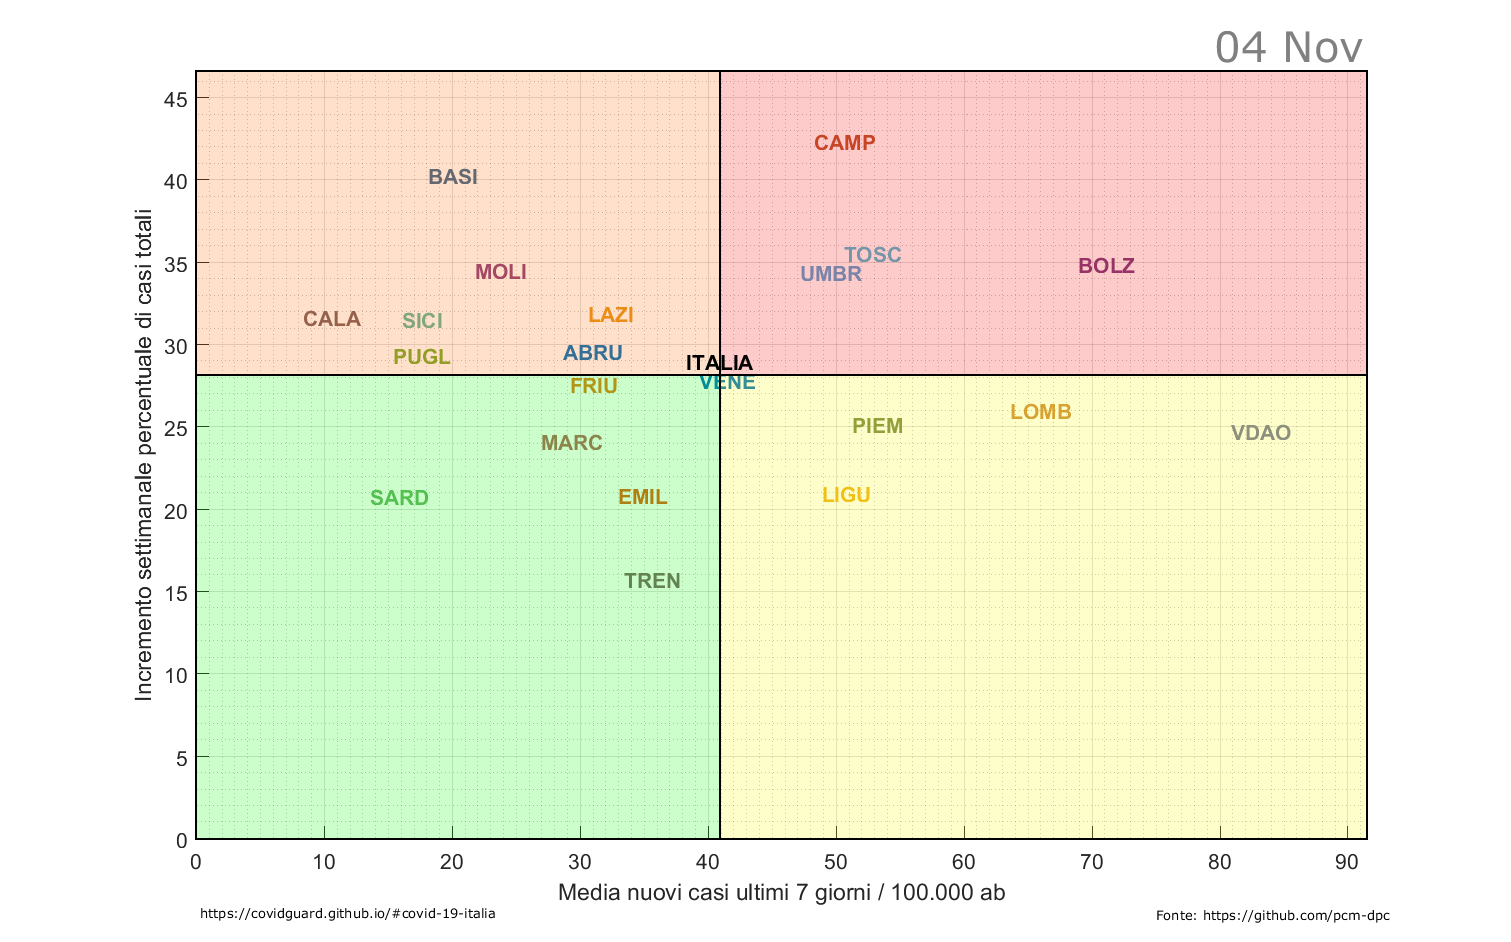 04 Nov
45
40
35
30
25
20
15
10
5
0
Incremento settimanale percentuale di casi totali
CAMP
BASI
TOSC
BOLZ
MOLI
UMBR
LAZI
CALA
SICI
ABRU
PUGL
ITALIA
VENE
FRIU
LOMB
PIEM
VDAO
MARC
LIGU
SARD
EMIL
TREN
0 10 20 30 40 50 60 70 80 90
Media nuovi casi ultimi 7 giorni / 100.000 ab
https://covidguard.github.io/#covid-19-italia
Fonte: https://github.com/pcm-dpc